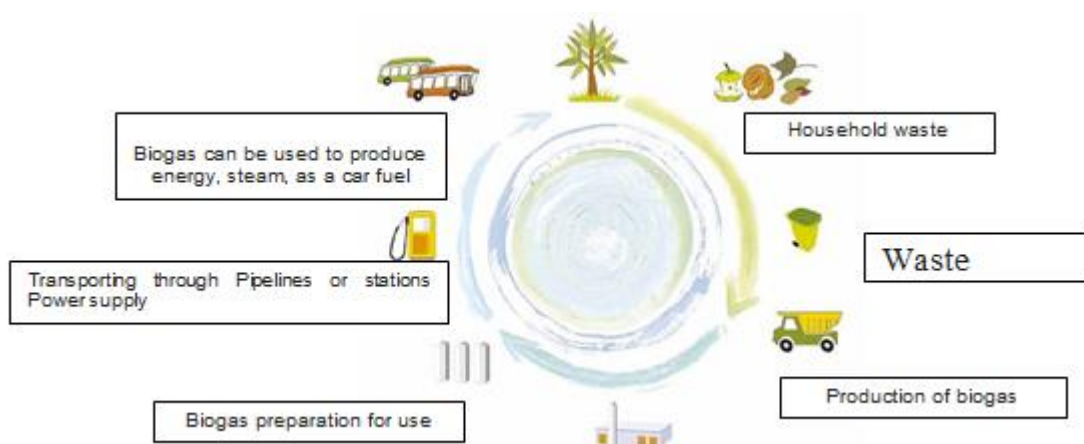 Household waste
Waste
Production of biogas
Biogas preparation for use
Transporting through Pipelines or stations
Power supply
Biogas can be used to produce
energy, steam, as a car fuel